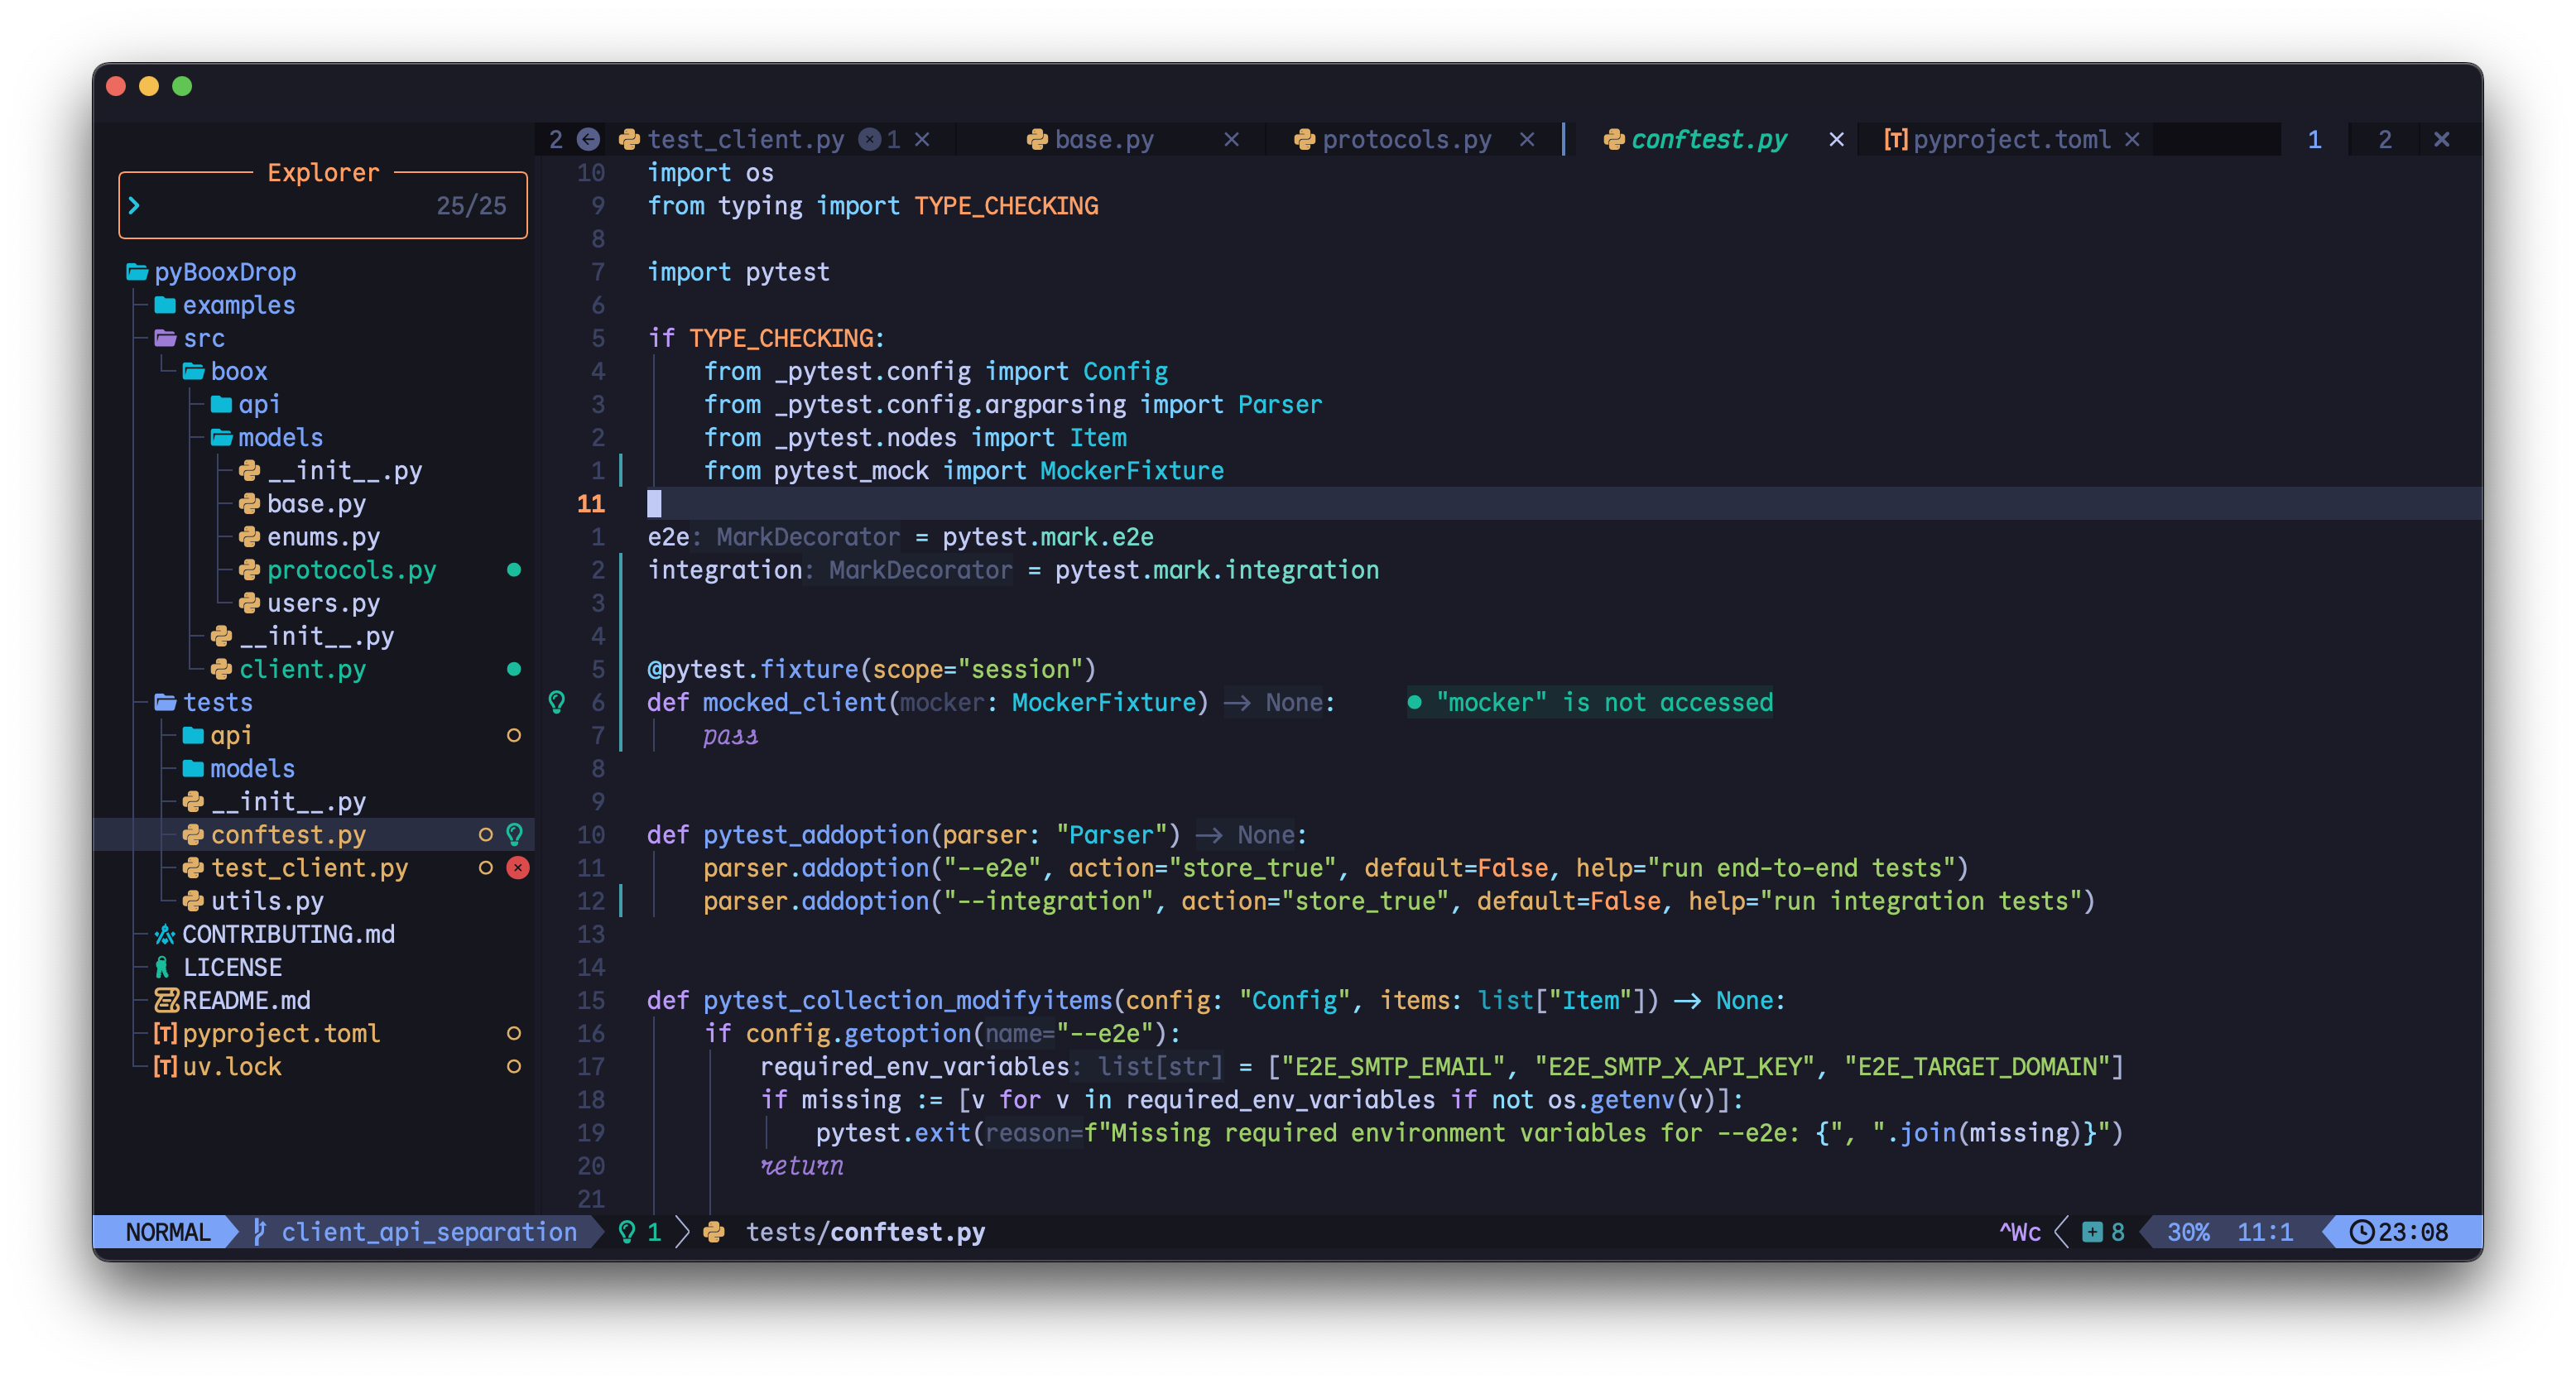 2 test_client.py 1 base.py protocols.py conftest.py [T] pyproject.toml 1 2
Explorer
25/25
pyBooxDrop
examples
src
boox
api
models
__init__.py
base.py
enums.py
protocols.py
users.py
__init__.py
client.py
tests
api
models
__init__.py
conftest.py
test_client.py
utils.py
CONTRIBUTING.md
LICENSE
README.md
[T] pyproject.toml
[T] uv.lock
10 import os
9 from typing import TYPE_CHECKING
8
7 import pytest
6
5 if TYPE_CHECKING:
4 from _pytest.config import Config
3 from _pytest.config.argparsing import Parser
2 from _pytest.nodes import Item
1 from pytest_mock import MockerFixture
11
1 e2e: MarkDecorator = pytest.mark.e2e
2 integration: MarkDecorator = pytest.mark.integration
3
4
5 @pytest.fixture(scope="session")
6 def mocked_client(mocker: MockerFixture) -> None: ● "mocker" is not accessed
7 pass
8
9
10 def pytest_addoption(parser: "Parser") -> None:
11 parser.addoption("--e2e", action="store_true", default=False, help="run end-to-end tests")
12 parser.addoption("--integration", action="store_true", default=False, help="run integration tests")
13
14
15 def pytest_collection_modifyitems(config: "Config", items: list["Item"]) -> None:
16 if config.getoption(name="--e2e"):
17 required_env_variables: list[str] = ["E2E_SMTP_EMAIL", "E2E_SMTP_X_API_KEY", "E2E_TARGET_DOMAIN"]
18 if missing := [v for v in required_env_variables if not os.getenv(v)]:
19 pytest.exit(reason=f"Missing required environment variables for --e2e: {", ".join(missing)}")
20 return
21
NORMAL client_api_separation 1 tests/conftest.py ^Wc 8 30% 11:1 23:08